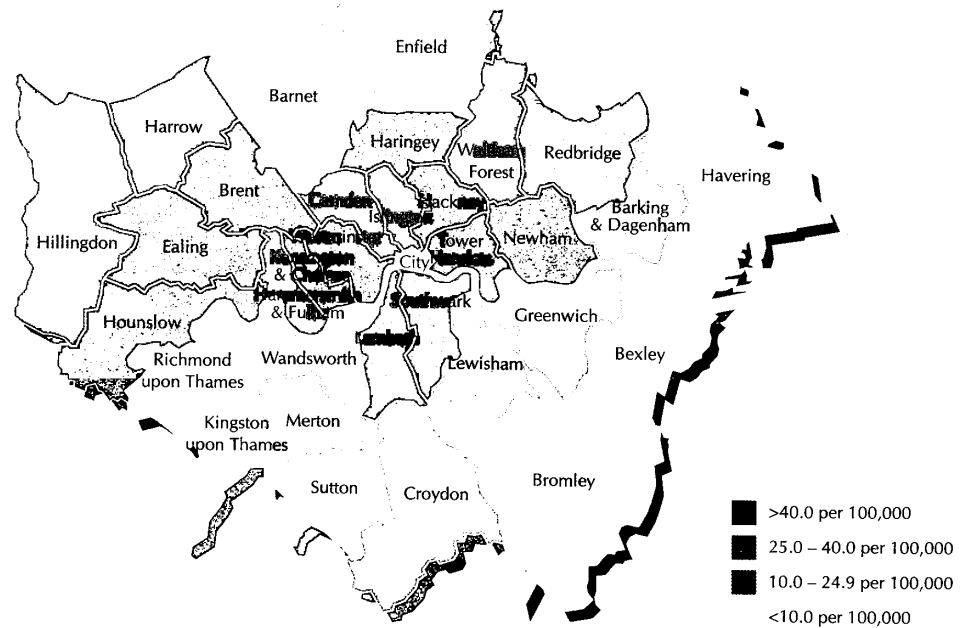 Enfield
Barnet
Harrow
Haringey
Waltham
Forest
Redbridge
Havering
Brent
Camden
Islington
Hackney
Barking
& Dagenham
Hillingdon
Ealing
Westminster
Tower
Hamlets
Newham
Kensington
& Chelsea
City
Hammersmith
& Fulham
Southwark
Hounslow
Greenwich
Lambeth
Richmond
upon Thames
Wandsworth
Lewisham
Bexley
Kingston
upon Thames
Merton
Sutton
Croydon
Bromley
>40.0 per 100,000
25.0 – 40.0 per 100,000
10.0 – 24.9 per 100,000
<10.0 per 100,000